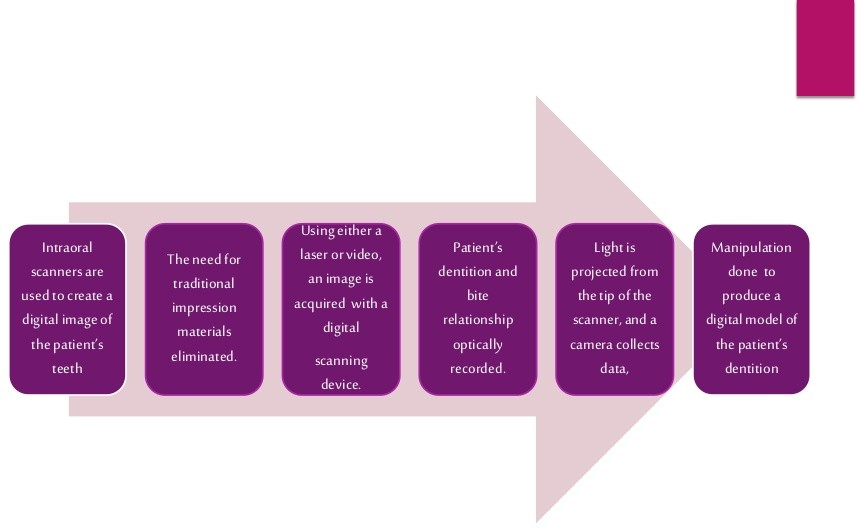 Intraoral
scanners are
used to create a
digital image of
the patient's
teeth
The need for
traditional
impression
materials
eliminated.
Using either a
laser or video,
an image is
acquired with a
digital
scanning
device.
Patient's
dentition and
bite
relationship
optically
recorded.
Light is
projected from
the tip of the
scanner, and a
camera collects
data,
Manipulation
done to
produce a
digital model of
the patient's
dentition